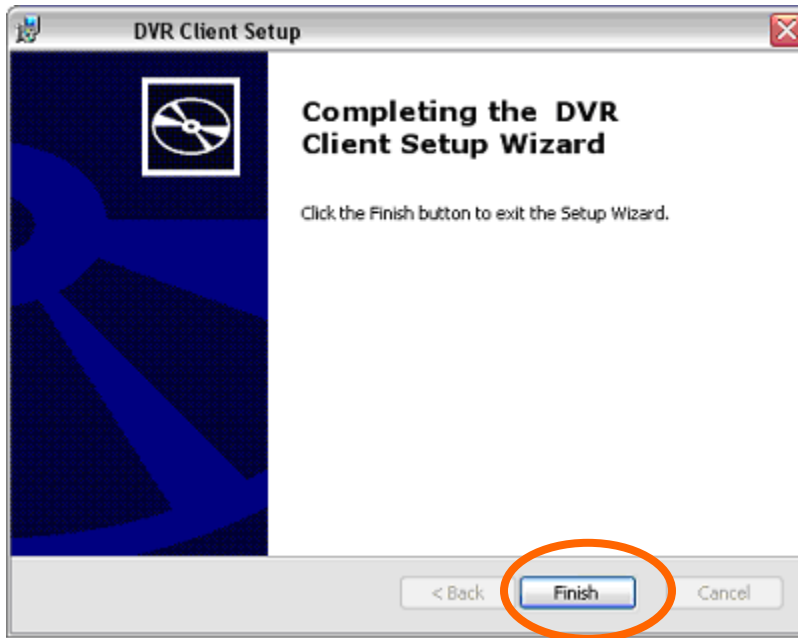 DVR Client Setup
Completing the DVR
Client Setup Wizard
Click the Finish button to exit the Setup Wizard.
< Back Finish Cancel